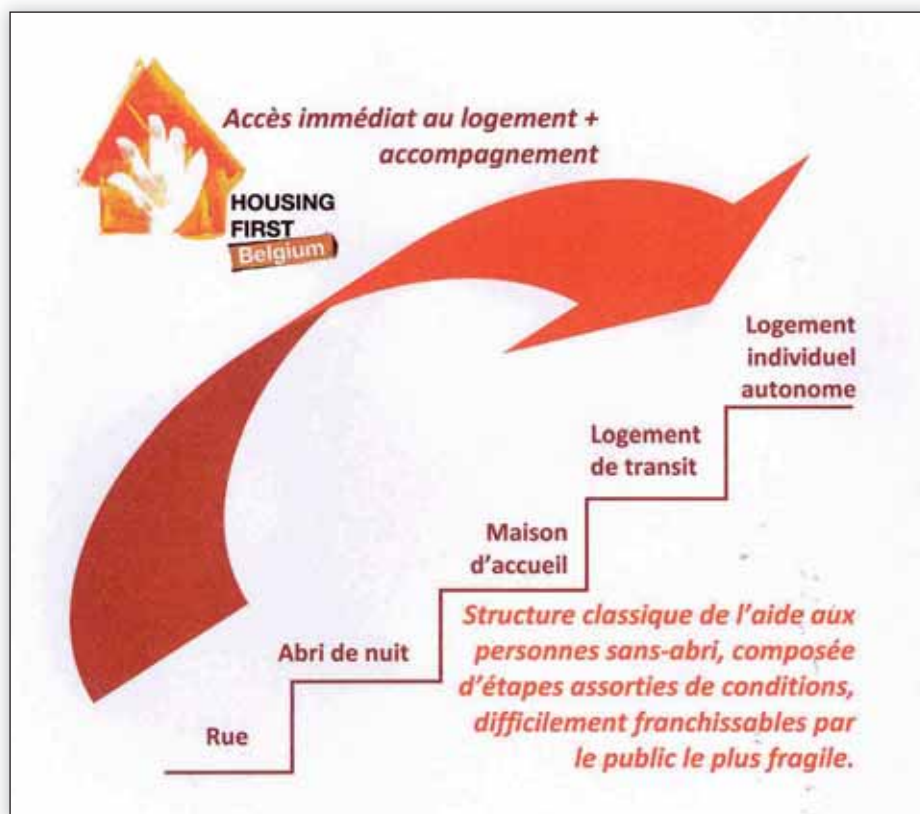 Accès immédiat au logement +
accompagnement
HOUSING
FIRST
Belgium
Logement
individuel
autonome
Logement
de transit
Maison
d'accueil
Abri de nuit
Rue
Structure classique de l'aide aux
personnes sans-abri, composée
d'étapes assorties de conditions,
difficilement franchissables par
le public le plus fragile.